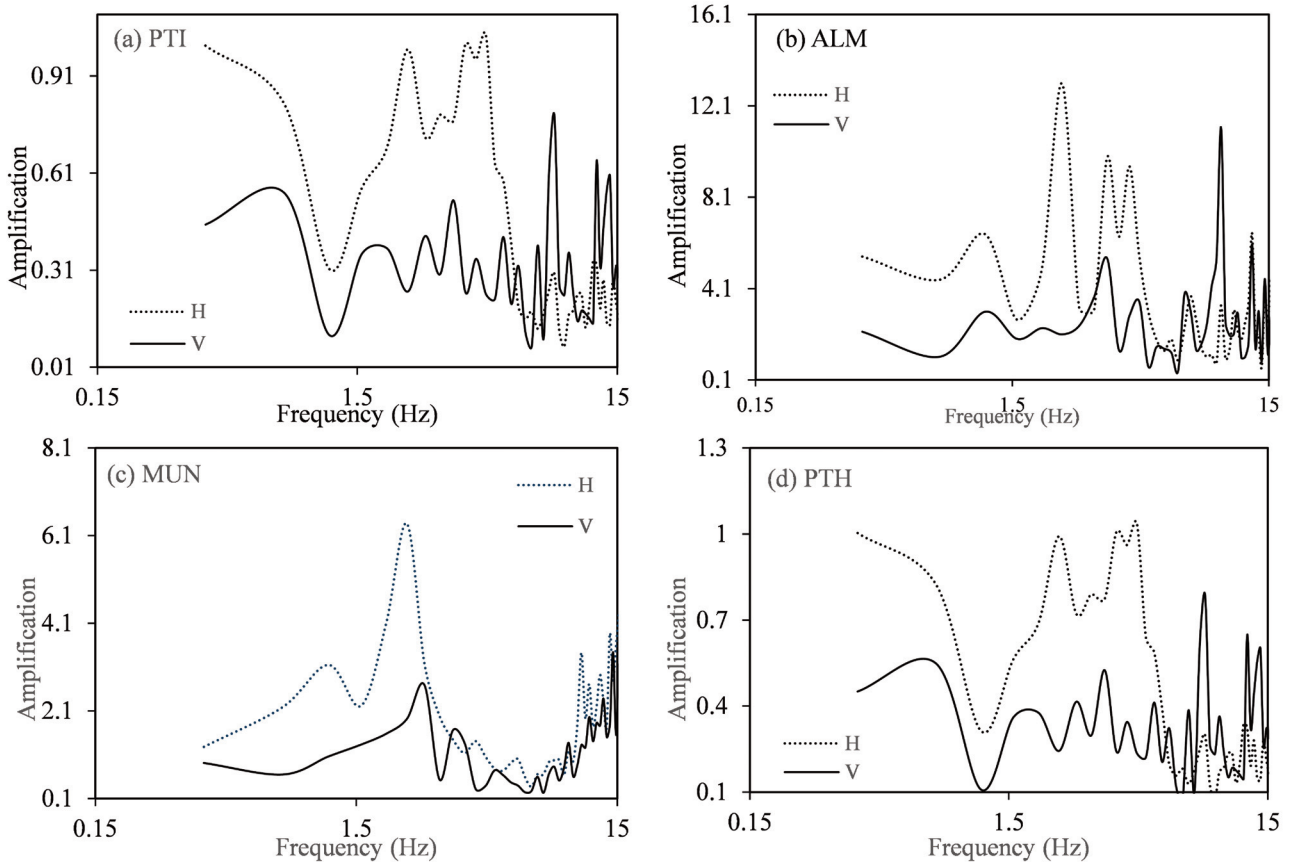 (a) PTI
Amplification
0.91
0.61
0.31
0.01
H
V
0.15
1.5
15
Frequency (Hz)
(b) ALM
Amplification
16.1
12.1
8.1
4.1
0.1
H
V
0.15
1.5
15
Frequency (Hz)
(c) MUN
Amplification
8.1
6.1
4.1
2.1
0.1
H
V
0.15
1.5
15
Frequency (Hz)
(d) PTH
Amplification
1.3
1
0.7
0.4
0.1
H
V
0.15
1.5
15
Frequency (Hz)